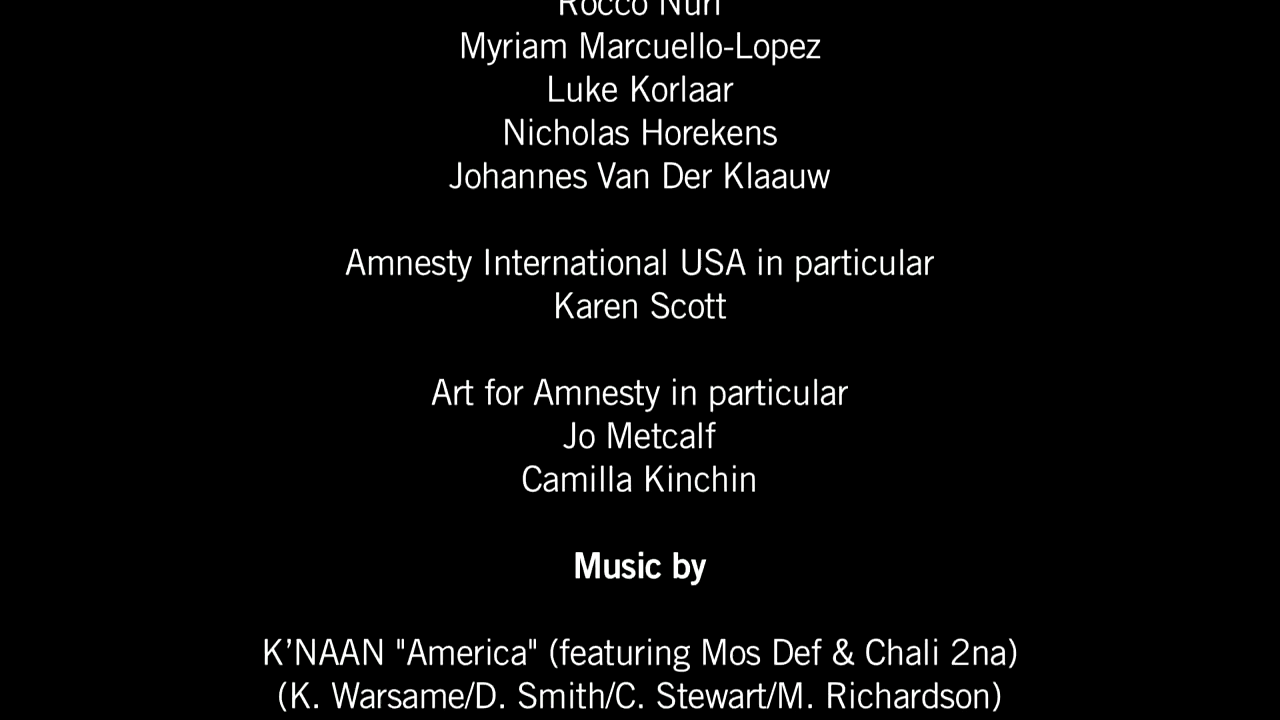 Rocco Nuri
Myriam Marcuello-Lopez
Luke Korlaar
Nicholas Horekens
Johannes Van Der Klaauw
Amnesty International USA in particular
Karen Scott
Art for Amnesty in particular
Jo Metcalf
Camilla Kinchin
Music by
K’NAAN "America" (featuring Mos Def & Chali 2na)
(K. Warsame/D. Smith/C. Stewart/M. Richardson)